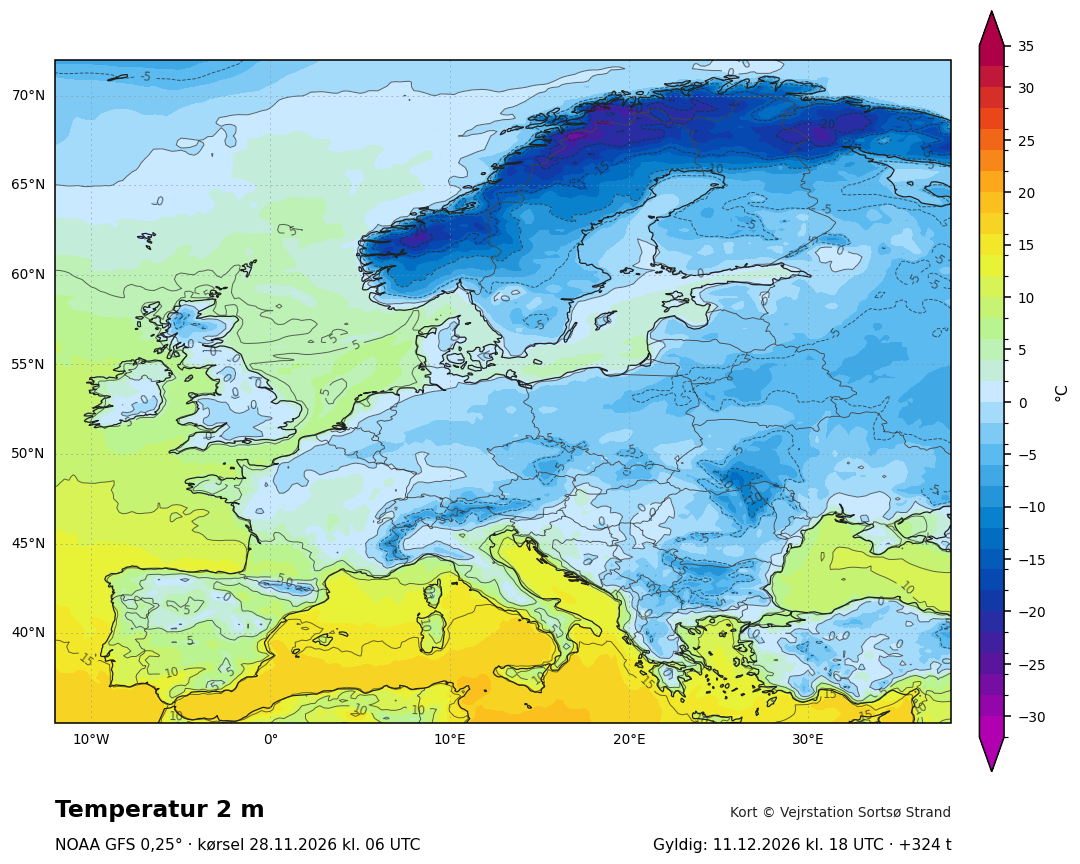 70°N
65°N
60°N
55°N
50°N
45°N
40°N
10°W
0°
10°E
20°E
30°E
35
30
25
20
15
10
5
0
−5
−10
−15
−20
−25
−30
°C
Temperatur 2 m
Kort © Vejrstation Sortsø Strand
NOAA GFS 0,25° · kørsel 28.11.2026 kl. 06 UTC
Gyldig: 11.12.2026 kl. 18 UTC · +324 t